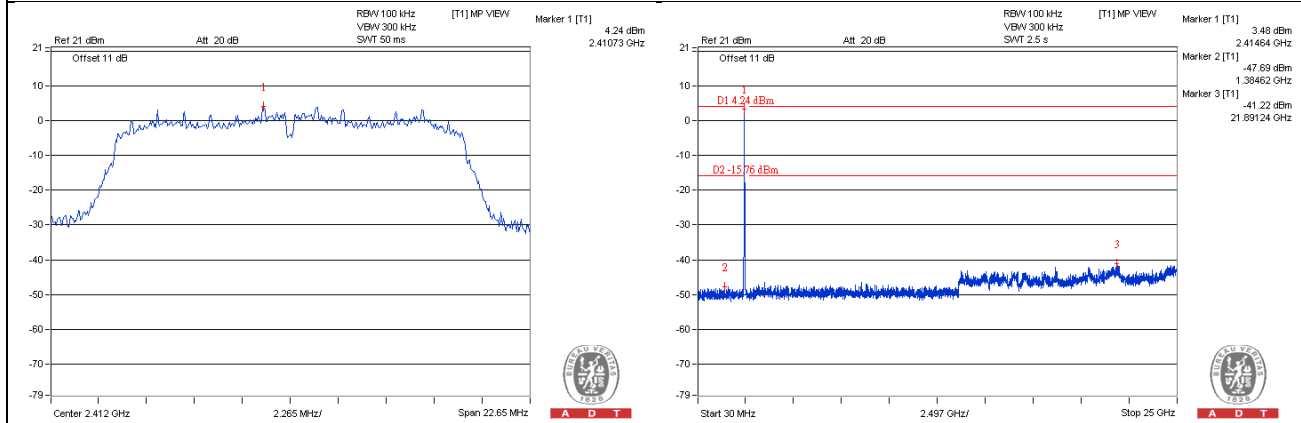 RBW 100 kHz [T1] MP VIEW
VBW 300 kHz
Ref 21 dBm Att 20 dB SWT 50 ms
Marker 1 [T1]
4.24 dBm
2.41073 GHz
21
Offset 11 dB
10
0
-10
-20
-30
-40
-50
-60
-70
-79
1
Center 2.412 GHz 2.265 MHz/ Span 22.65 MHz
BUREAU VERITAS
1828
A D T
RBW 100 kHz [T1] MP VIEW
VBW 300 kHz
Ref 21 dBm Att 20 dB SWT 2.5 s
Marker 1 [T1]
3.48 dBm
2.41464 GHz
Marker 2 [T1]
-47.69 dBm
1.38462 GHz
Marker 3 [T1]
-41.22 dBm
21.89124 GHz
21
Offset 11 dB
10
0
-10
-20
-30
-40
-50
-60
-70
-79
1
D1 4.24 dBm
D2 -15.76 dBm
2
3
Start 30 MHz 2.497 GHz/ Stop 25 GHz
BUREAU VERITAS
1828
A D T